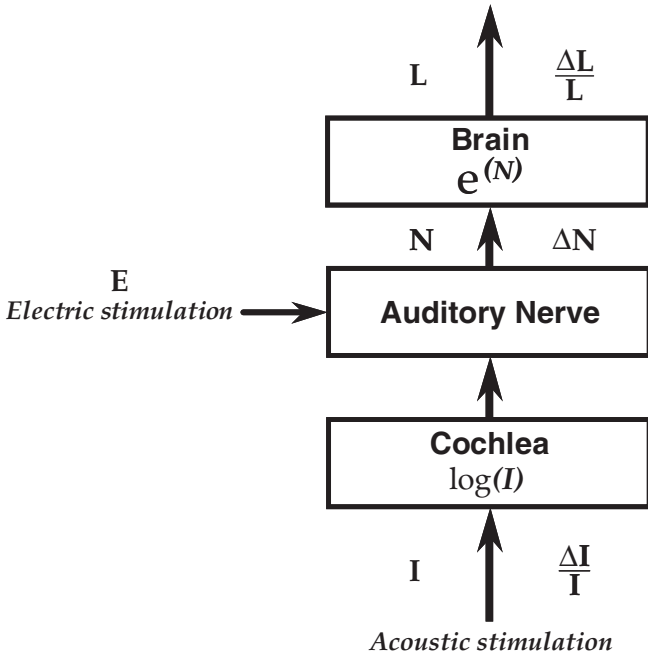 L ΔL/L
Brain
e^(N)
N ΔN
E
Electric stimulation
Auditory Nerve
Cochlea
log(I)
I ΔI/I
Acoustic stimulation